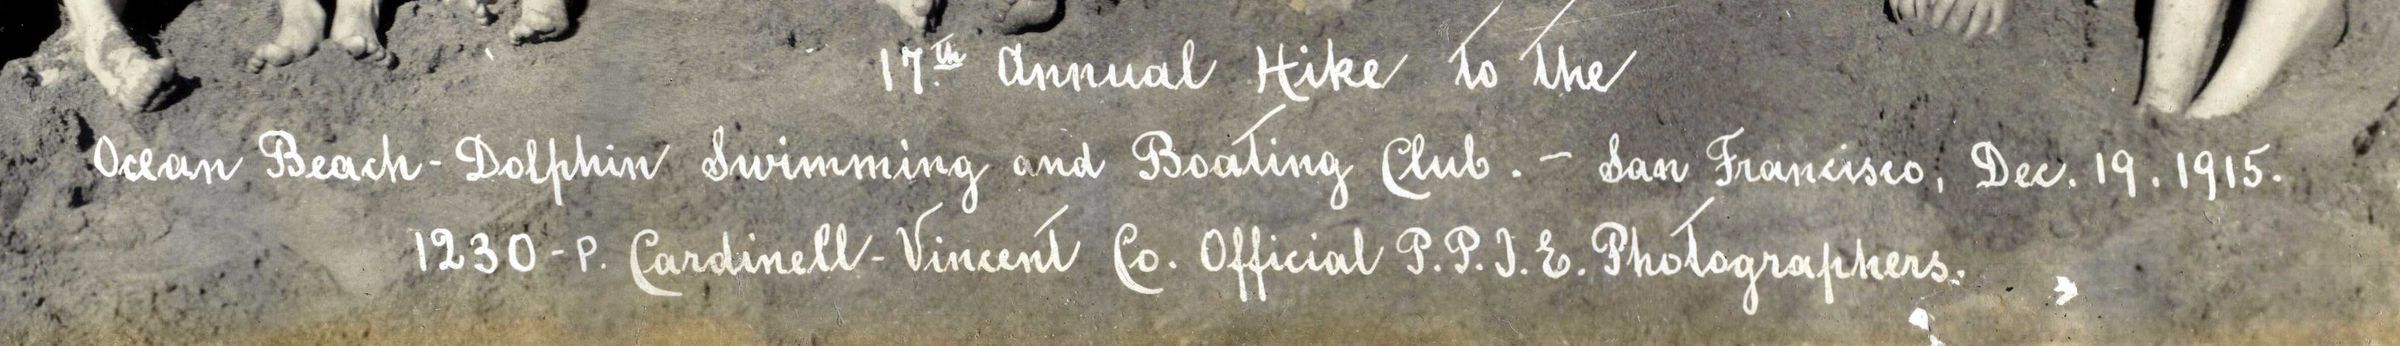 17th. Annual Hike to the
Ocean Beach - Dolphin Swimming and Boating Club. - San Francisco, Dec. 19. 1915.
1230 - P. Cardinell - Vincent Co. Official P.P.I.E. Photographers.